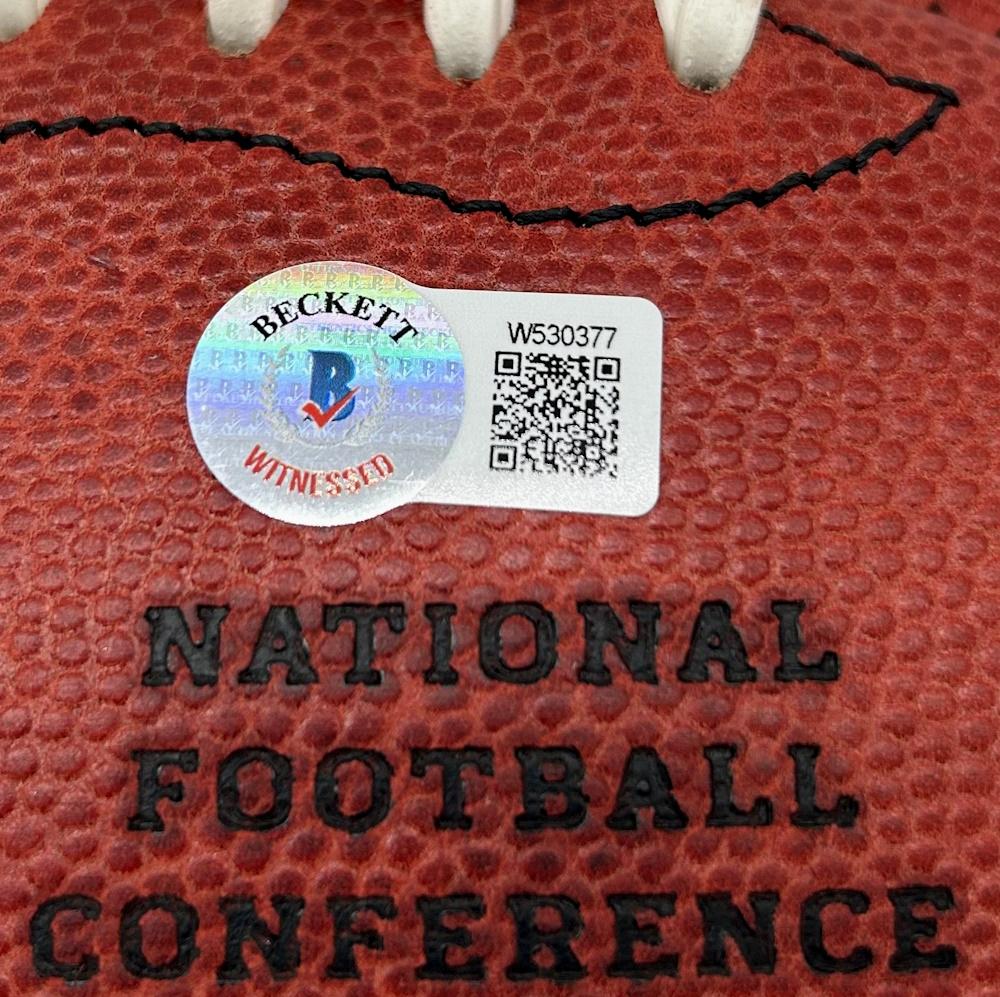 BECKETT
B
WITNESSED
W530377
NATIONAL
FOOTBALL
CONFERENCE